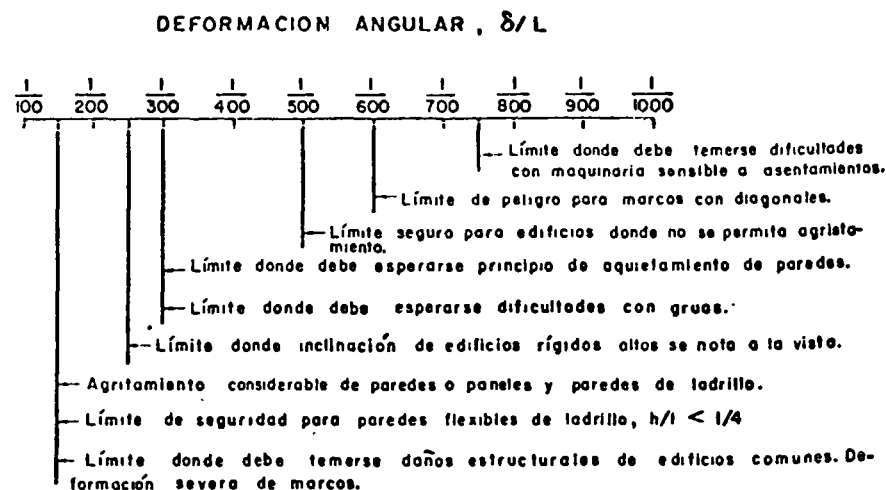 DEFORMACION ANGULAR, δ/L
1/100 1/200 1/300 1/400 1/500 1/600 1/700 1/800 1/900 1/1000
Límite donde debe temerse dificultades
con maquinaria sensible a asentamientos.
Límite de peligro para marcos con diagonales.
Límite seguro para edificios donde no se permita agrista-
miento.
Límite donde debe esperarse principio de aquietamiento de paredes.
Límite donde debe esperarse dificultades con gruas.
Límite donde inclinación de edificios rígidos altos se nota a la vista.
Agritamiento considerable de paredes o paneles y paredes de ladrillo.
Límite de seguridad para paredes flexibles de ladrillo, h/l < 1/4
Límite donde debe temerse daños estructurales de edificios comunes. De-
formación severa de marcos.